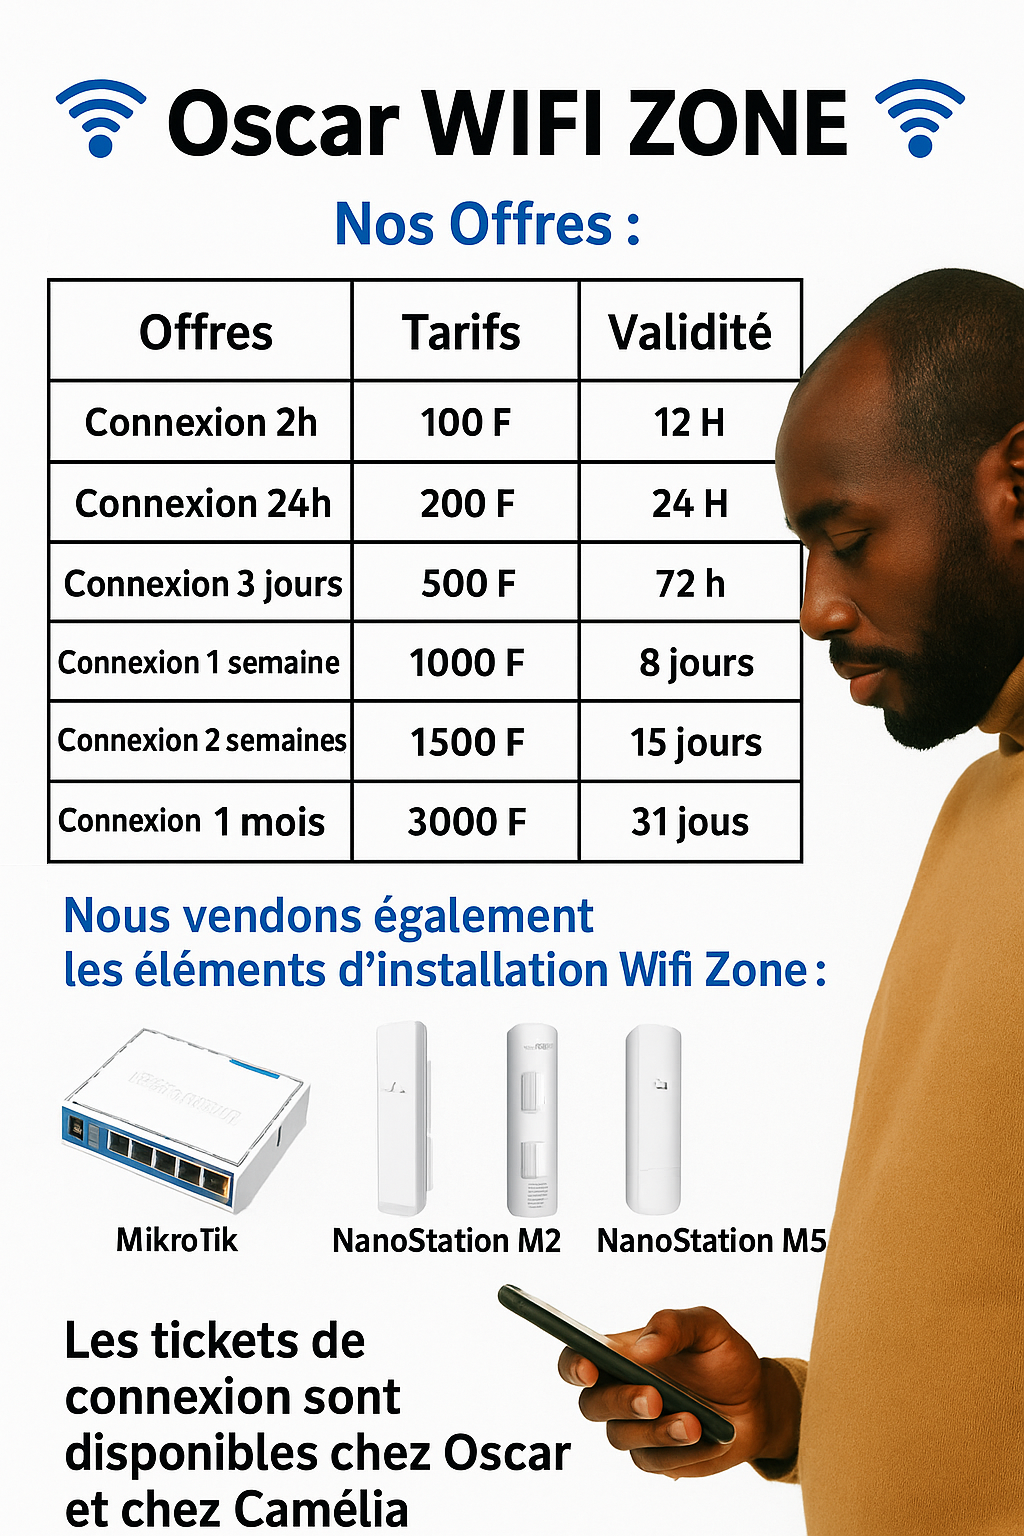 Oscar WIFI ZONE
Nos Offres :
Offres Tarifs Validité
Connexion 2h 100 F 12 H
Connexion 24h 200 F 24 H
Connexion 3 jours 500 F 72 h
Connexion 1 semaine 1000 F 8 jours
Connexion 2 semaines 1500 F 15 jours
Connexion 1 mois 3000 F 31 jous
Nous vendons également
les éléments d’installation Wifi Zone :
MikroTik NanoStation M2 NanoStation M5
Les tickets de
connexion sont
disponibles chez Oscar
et chez Camélia